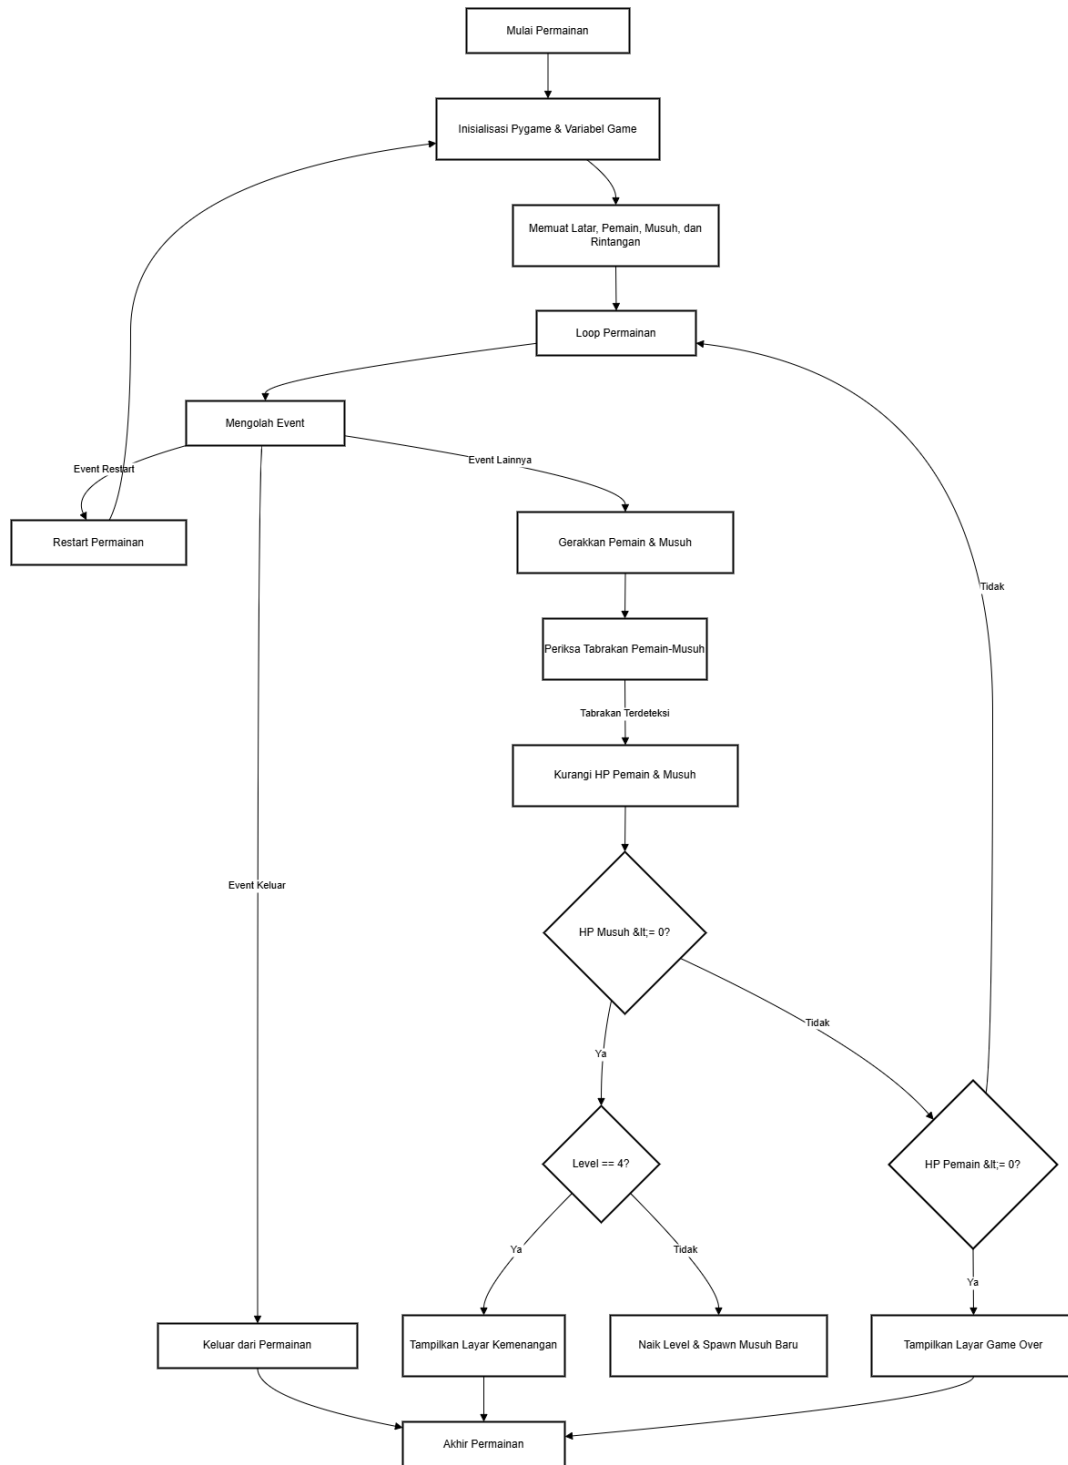 Mulai Permainan
Inisialisasi Pygame & Variabel Game
Memuat Latar, Pemain, Musuh, dan
Rintangan
Loop Permainan
Mengolah Event
Event Restart
Event Lainnya
Restart Permainan
Gerakkan Pemain & Musuh
Tidak
Periksa Tabrakan Pemain-Musuh
Tabrakan Terdeteksi
Kurangi HP Pemain & Musuh
Event Keluar
HP Musuh &lt;= 0?
Tidak
Ya
Level == 4?
HP Pemain &lt;= 0?
Ya
Tidak
Ya
Keluar dari Permainan
Tampilkan Layar Kemenangan
Naik Level & Spawn Musuh Baru
Tampilkan Layar Game Over
Akhir Permainan